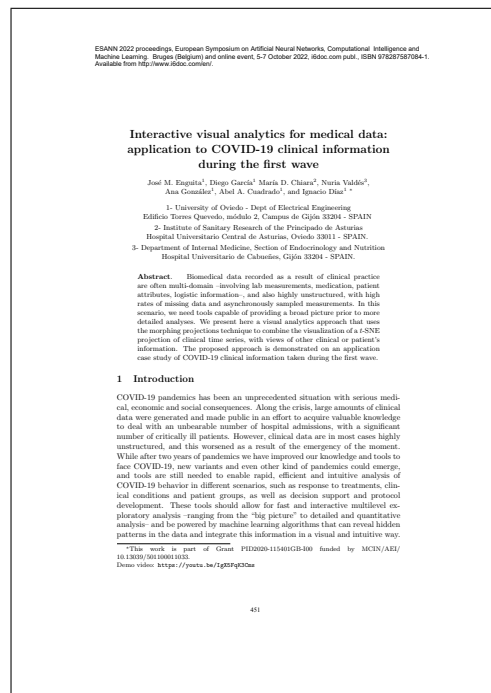 ESANN 2022 proceedings, European Symposium on Artificial Neural Networks, Computational Intelligence and
Machine Learning. Bruges (Belgium) and online event, 5-7 October 2022, i6doc.com publ., ISBN 978287587084-1.
Available from http://www.i6doc.com/en/.
Interactive visual analytics for medical data:
application to COVID-19 clinical information
during the first wave
José M. Enguita¹, Diego García¹ María D. Chiara², Nuria Valdés³,
Ana González¹, Abel A. Cuadrado¹, and Ignacio Díaz¹ *
1- University of Oviedo - Dept of Electrical Engineering
Edificio Torres Quevedo, módulo 2, Campus de Gijón 33204 - SPAIN
2- Institute of Sanitary Research of the Principado de Asturias
Hospital Universitario Central de Asturias, Oviedo 33011 - SPAIN.
3- Department of Internal Medicine, Section of Endocrinology and Nutrition
Hospital Universitario de Cabueñes, Gijón 33204 - SPAIN.
Abstract. Biomedical data recorded as a result of clinical practice
are often multi-domain –involving lab measurements, medication, patient
attributes, logistic information–, and also highly unstructured, with high
rates of missing data and asynchronously sampled measurements. In this
scenario, we need tools capable of providing a broad picture prior to more
detailed analyses. We present here a visual analytics approach that uses
the morphing projections technique to combine the visualization of a t-SNE
projection of clinical time series, with views of other clinical or patient's
information. The proposed approach is demonstrated on an application
case study of COVID-19 clinical information taken during the first wave.
1 Introduction
COVID-19 pandemics has been an unprecedented situation with serious medi-
cal, economic and social consequences. Along the crisis, large amounts of clinical
data were generated and made public in an effort to acquire valuable knowledge
to deal with an unbearable number of hospital admissions, with a significant
number of critically ill patients. However, clinical data are in most cases highly
unstructured, and this worsened as a result of the emergency of the moment.
While after two years of pandemics we have improved our knowledge and tools to
face COVID-19, new variants and even other kind of pandemics could emerge,
and tools are still needed to enable rapid, efficient and intuitive analysis of
COVID-19 behavior in different scenarios, such as response to treatments, clin-
ical conditions and patient groups, as well as decision support and protocol
development. These tools should allow for fast and interactive multilevel ex-
ploratory analysis –ranging from the "big picture" to detailed and quantitative
analysis– and be powered by machine learning algorithms that can reveal hidden
patterns in the data and integrate this information in a visual and intuitive way.
*This work is part of Grant PID2020-115401GB-I00 funded by MCIN/AEI/
10.13039/501100011033.
Demo video: https://youtu.be/IgX5FqK3Cms
451